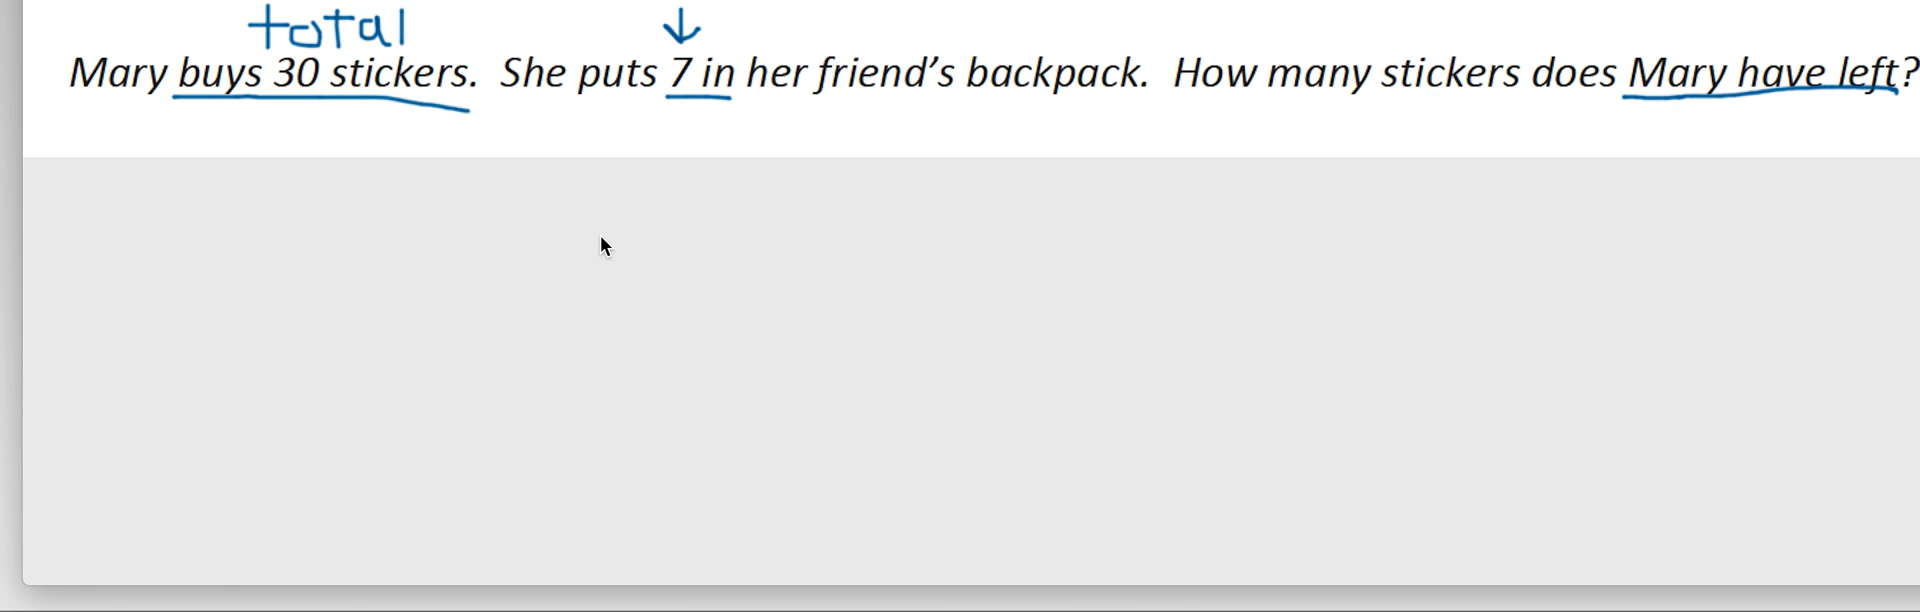 total
Mary buys 30 stickers. She puts 7 in her friend’s backpack. How many stickers does Mary have left?